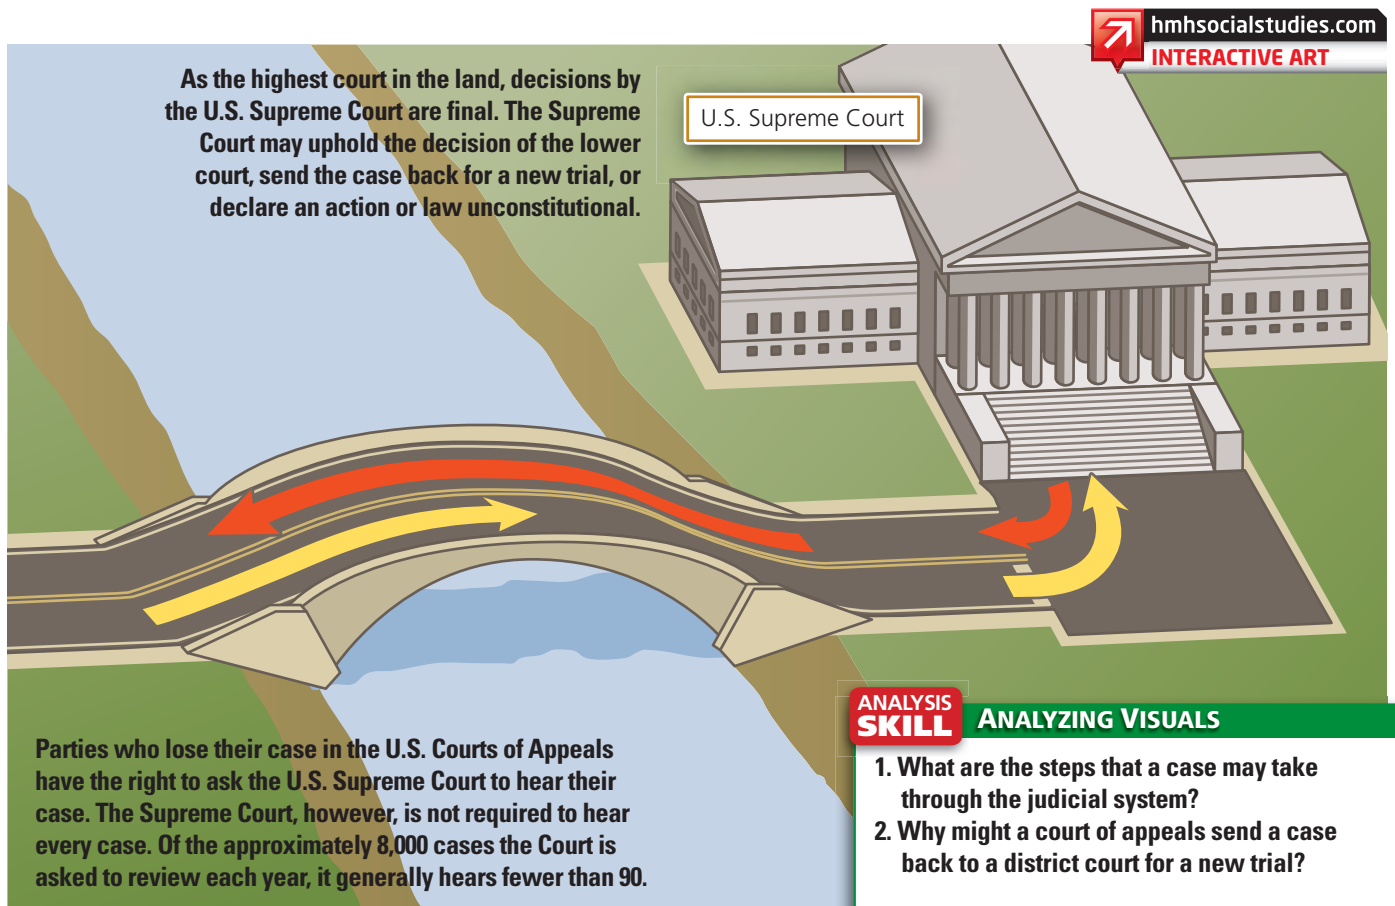 hmhsocialstudies.com
INTERACTIVE ART
As the highest court in the land, decisions by
the U.S. Supreme Court are final. The Supreme
Court may uphold the decision of the lower
court, send the case back for a new trial, or
declare an action or law unconstitutional.
U.S. Supreme Court
Parties who lose their case in the U.S. Courts of Appeals
have the right to ask the U.S. Supreme Court to hear their
case. The Supreme Court, however, is not required to hear
every case. Of the approximately 8,000 cases the Court is
asked to review each year, it generally hears fewer than 90.
ANALYSIS
SKILL
ANALYZING VISUALS
1. What are the steps that a case may take
through the judicial system?
2. Why might a court of appeals send a case
back to a district court for a new trial?